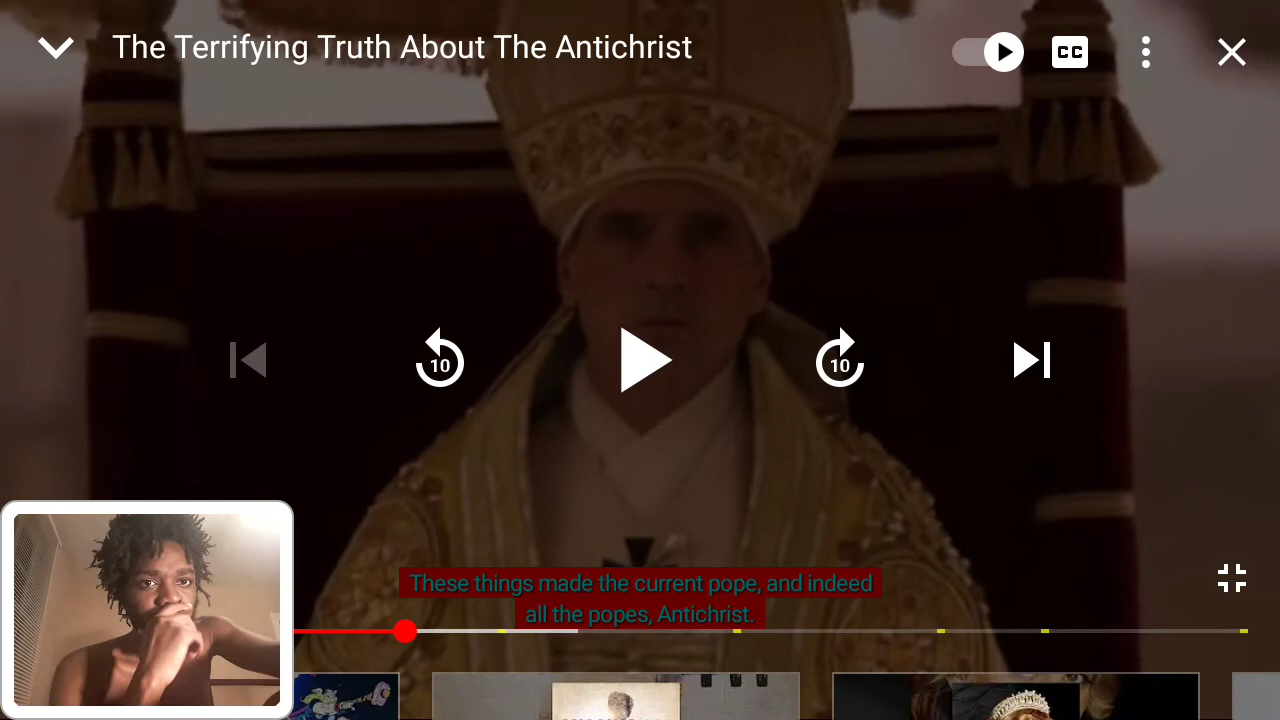 The Terrifying Truth About The Antichrist
CC
10
10
These things made the current pope, and indeed
all the popes, Antichrist.